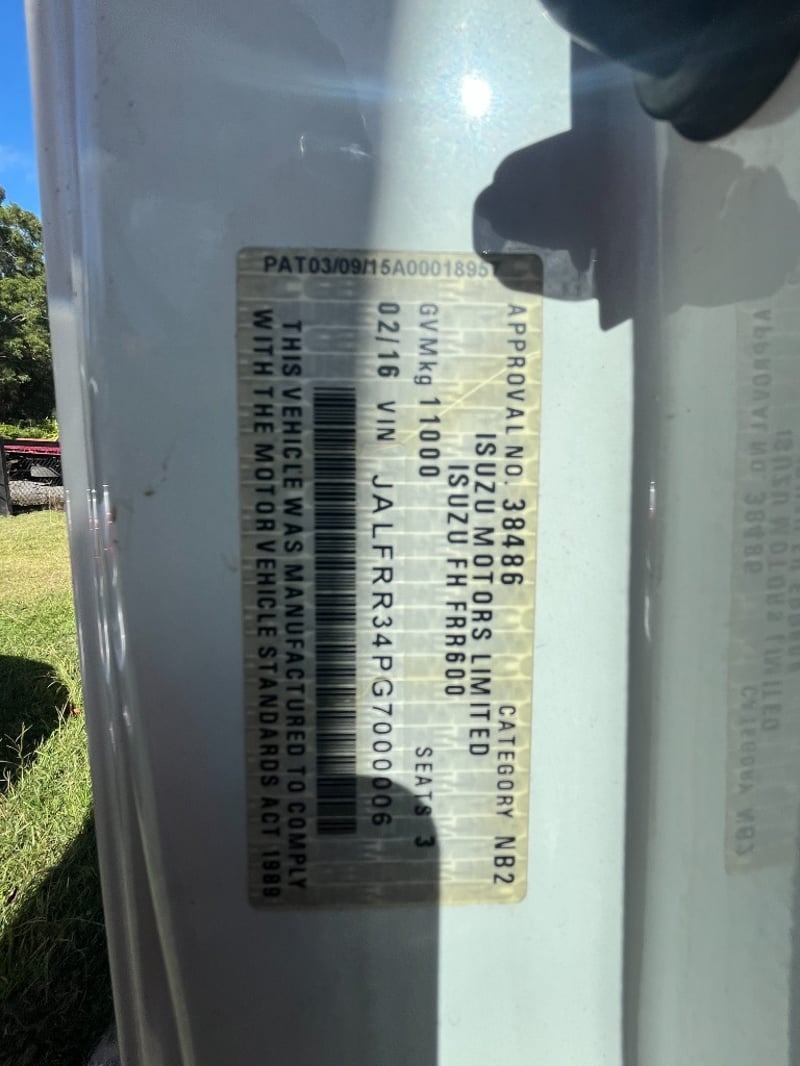 PAT03/09/15A00018957
APPROVAL NO. 38486 CATEGORY NB2
ISUZU MOTORS LIMITED
ISUZU FH FRR600
GVMkg 11000 SEATS 3
02/16 VIN JALFRR34PG7000006
THIS VEHICLE WAS MANUFACTURED TO COMPLY
WITH THE MOTOR VEHICLE STANDARDS ACT 1989